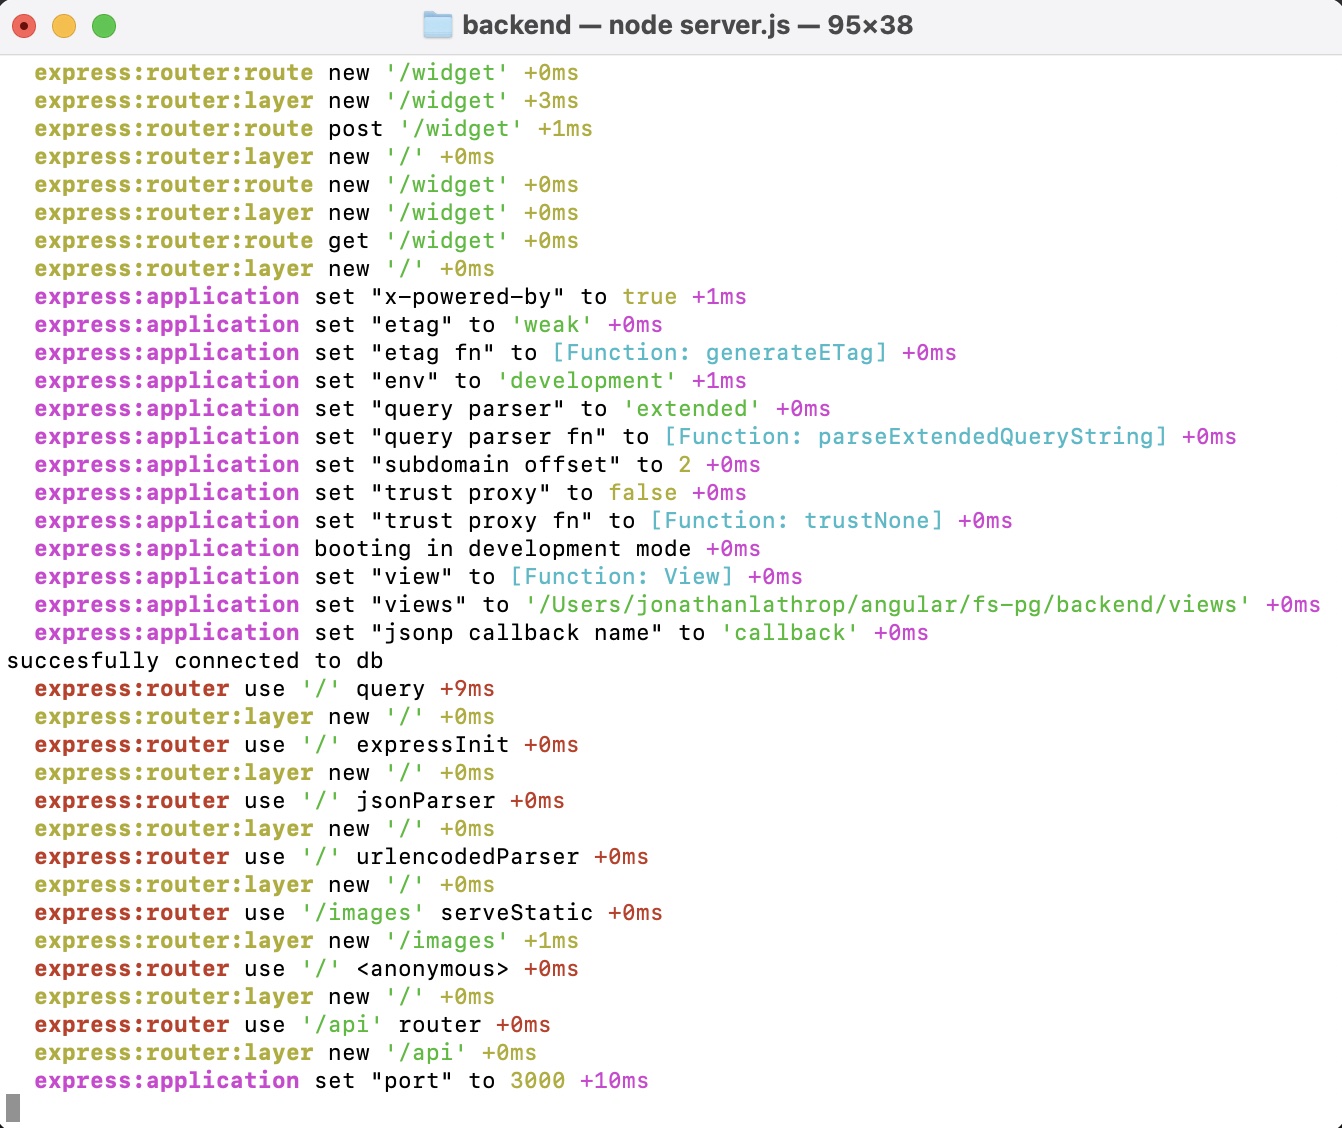 backend — node server.js — 95×38
express:router:route new '/widget' +0ms
express:router:layer new '/widget' +3ms
express:router:route post '/widget' +1ms
express:router:layer new '/' +0ms
express:router:route new '/widget' +0ms
express:router:layer new '/widget' +0ms
express:router:route get '/widget' +0ms
express:router:layer new '/' +0ms
express:application set "x-powered-by" to true +1ms
express:application set "etag" to 'weak' +0ms
express:application set "etag fn" to [Function: generateETag] +0ms
express:application set "env" to 'development' +1ms
express:application set "query parser" to 'extended' +0ms
express:application set "query parser fn" to [Function: parseExtendedQueryString] +0ms
express:application set "subdomain offset" to 2 +0ms
express:application set "trust proxy" to false +0ms
express:application set "trust proxy fn" to [Function: trustNone] +0ms
express:application booting in development mode +0ms
express:application set "view" to [Function: View] +0ms
express:application set "views" to '/Users/jonathanlathrop/angular/fs-pg/backend/views' +0ms
express:application set "jsonp callback name" to 'callback' +0ms
succesfully connected to db
express:router use '/' query +9ms
express:router:layer new '/' +0ms
express:router use '/' expressInit +0ms
express:router:layer new '/' +0ms
express:router use '/' jsonParser +0ms
express:router:layer new '/' +0ms
express:router use '/' urlencodedParser +0ms
express:router:layer new '/' +0ms
express:router use '/images' serveStatic +0ms
express:router:layer new '/images' +1ms
express:router use '/' <anonymous> +0ms
express:router:layer new '/' +0ms
express:router use '/api' router +0ms
express:router:layer new '/api' +0ms
express:application set "port" to 3000 +10ms